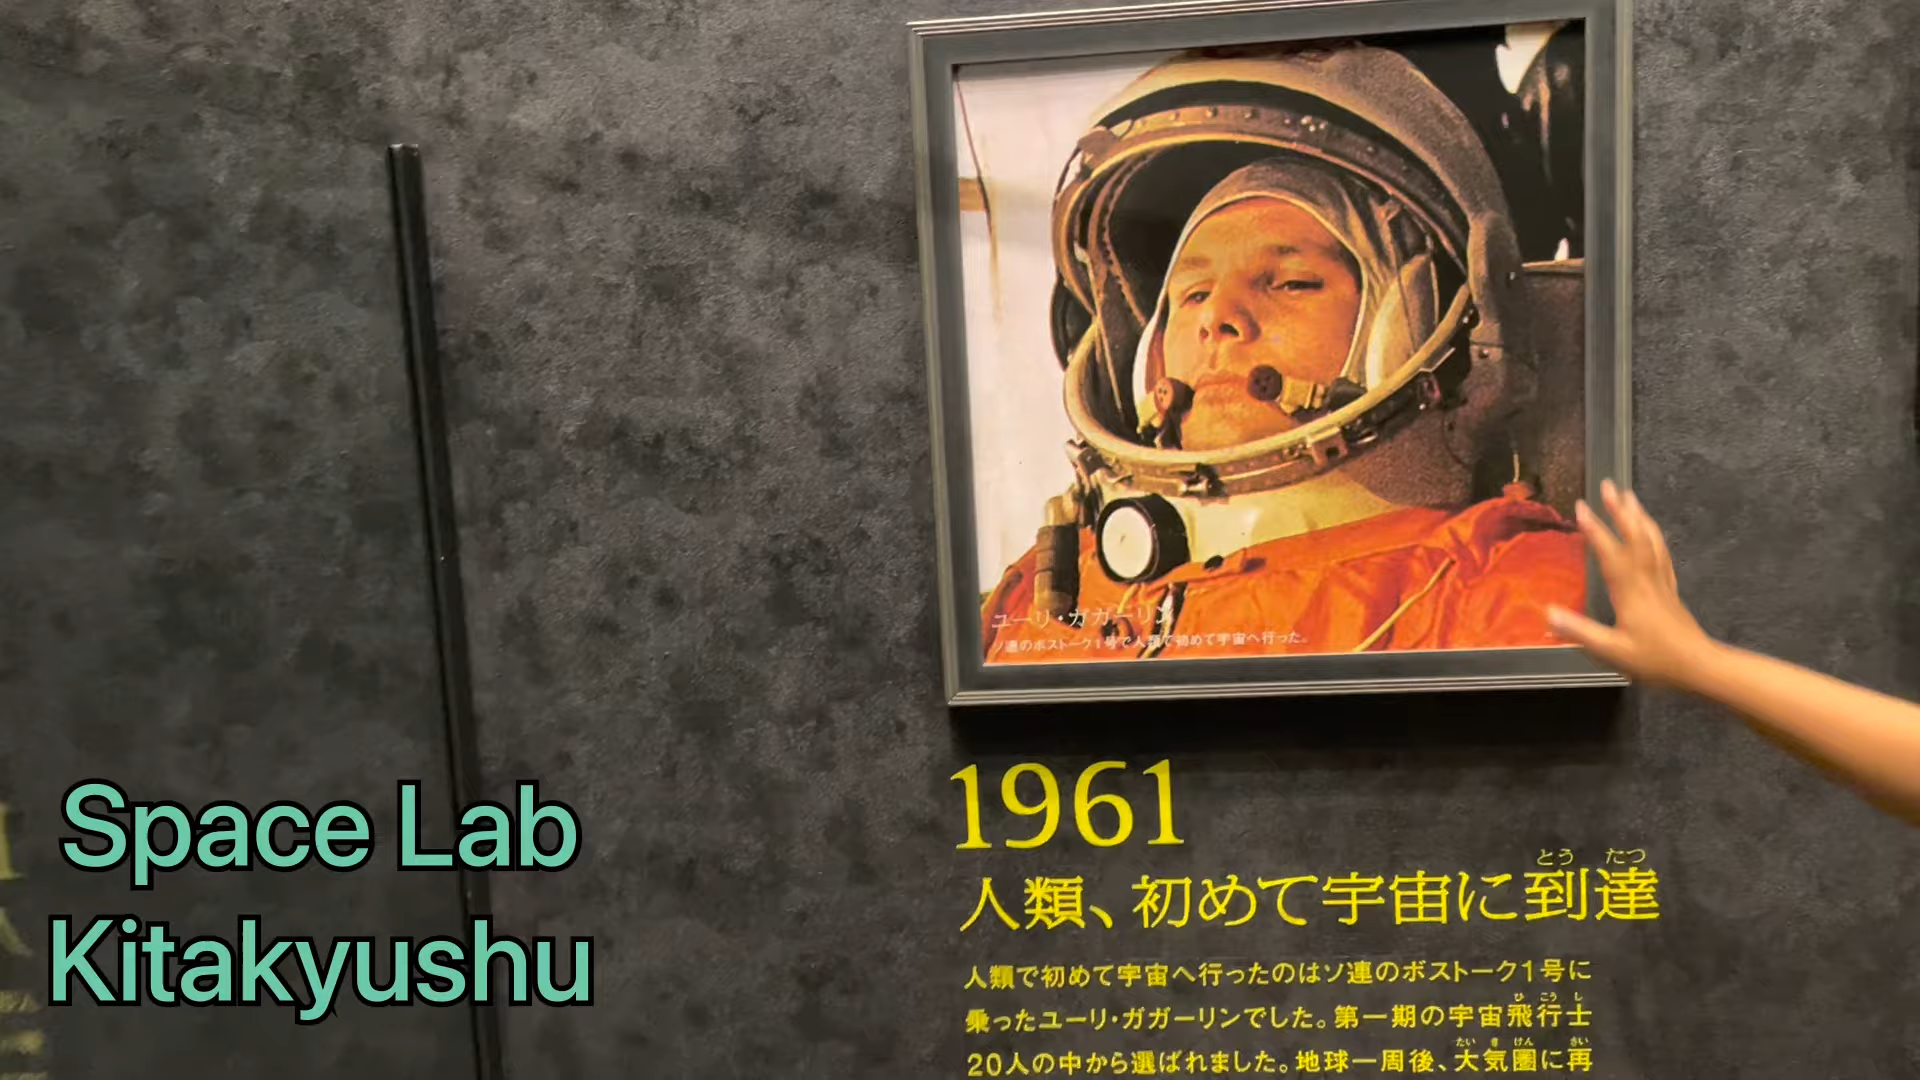 ユーリ・ガガーリン
ソ連のボストーク1号で人類で初めて宇宙へ行った。
1961
とう たつ
人類、初めて宇宙に到達
人類で初めて宇宙へ行ったのはソ連のボストーク1号に
ひ こう し
乗ったユーリ・ガガーリンでした。第一期の宇宙飛行士
たい き けん さい
20人の中から選ばれました。地球一周後、大気圏に再
Space Lab
Kitakyushu